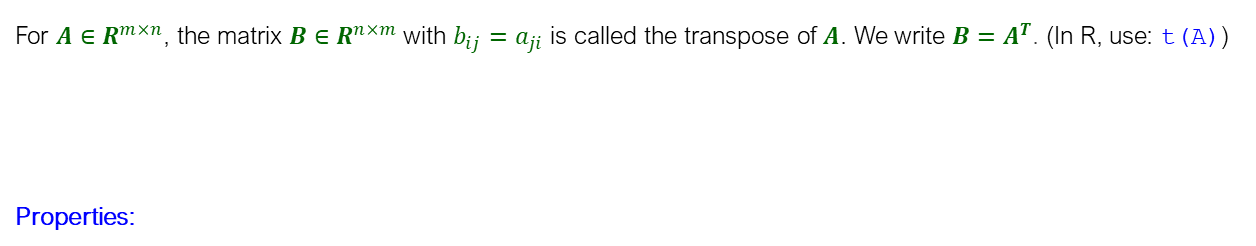 For A ∈ R^{m×n}, the matrix B ∈ R^{n×m} with b_{ij} = a_{ji} is called the transpose of A. We write B = A^T. (In R, use: t(A))
Properties: